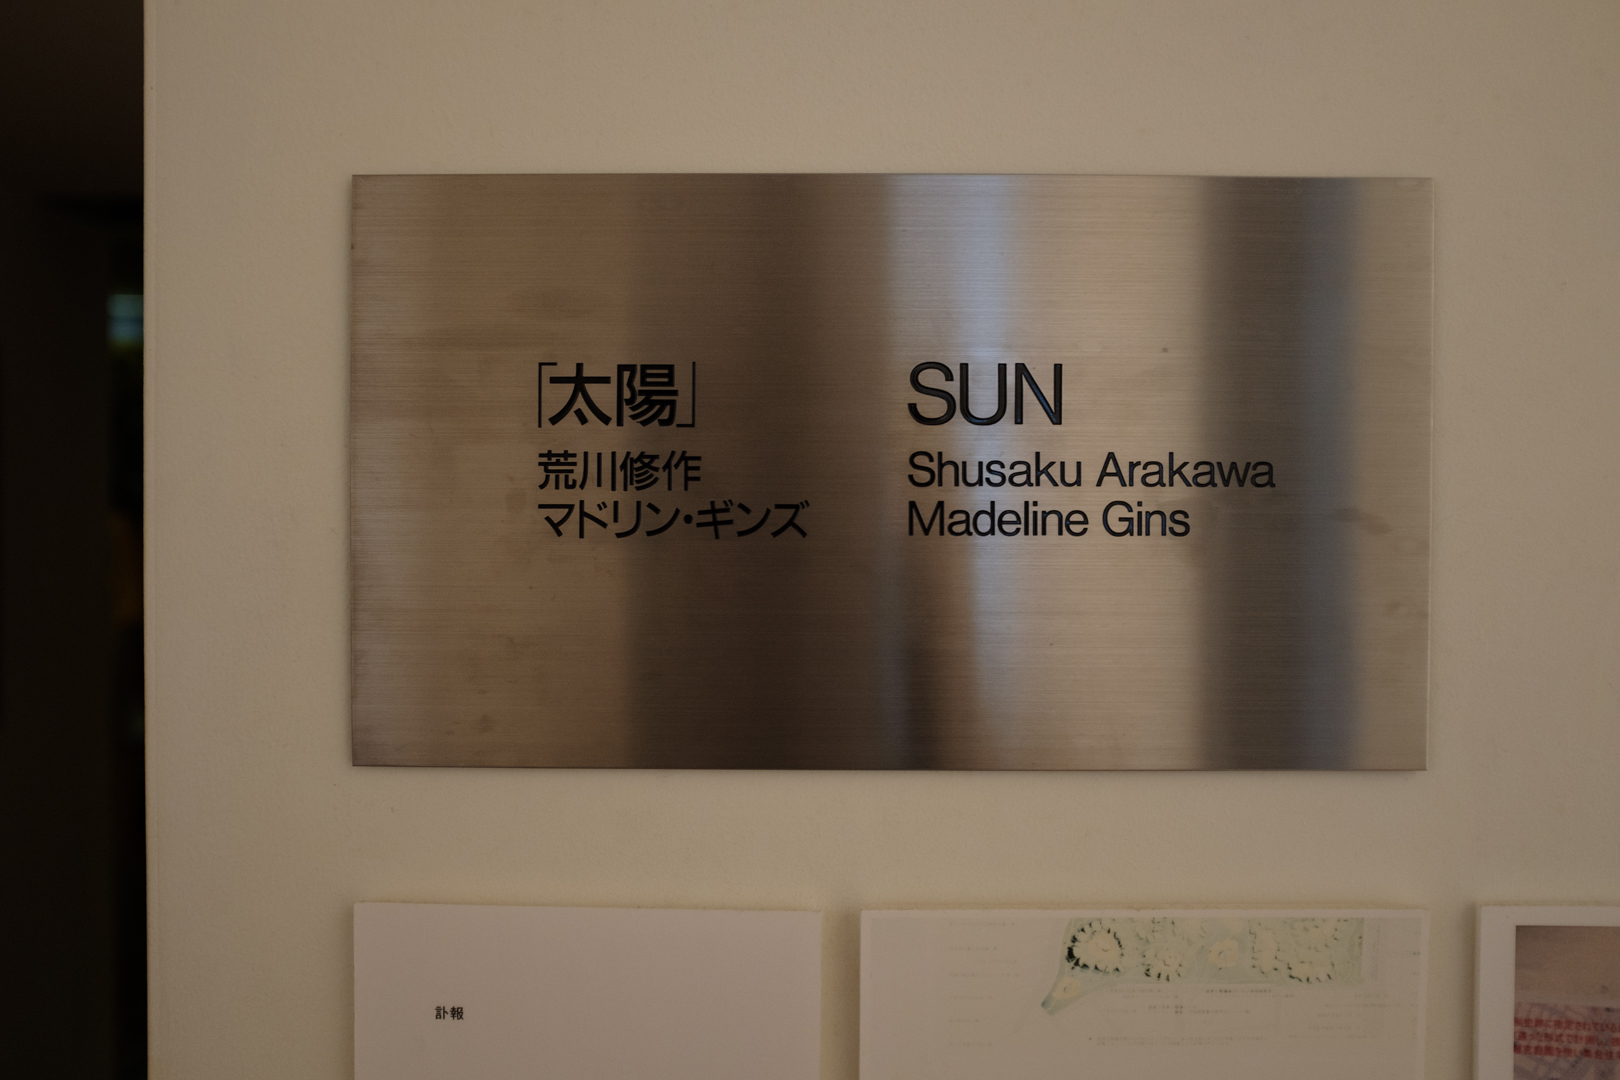 「太陽」
荒川修作
マドリン・ギンズ
SUN
Shusaku Arakawa
Madeline Gins
訃報